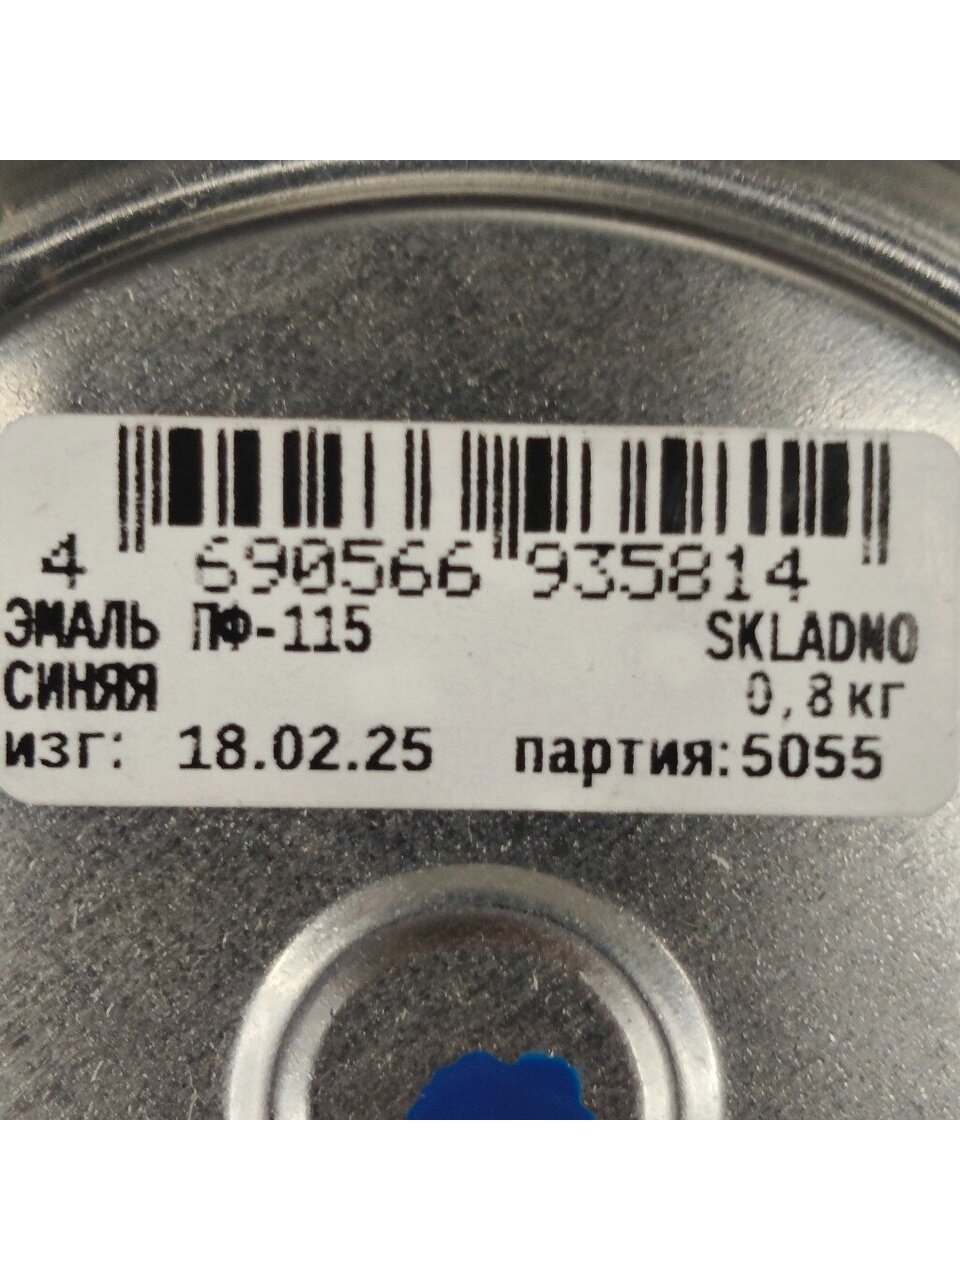 4 690566 935814
ЭМАЛЬ ПФ-115 SKLADNO
СИНЯЯ 0,8кг
изг: 18.02.25 партия:5055